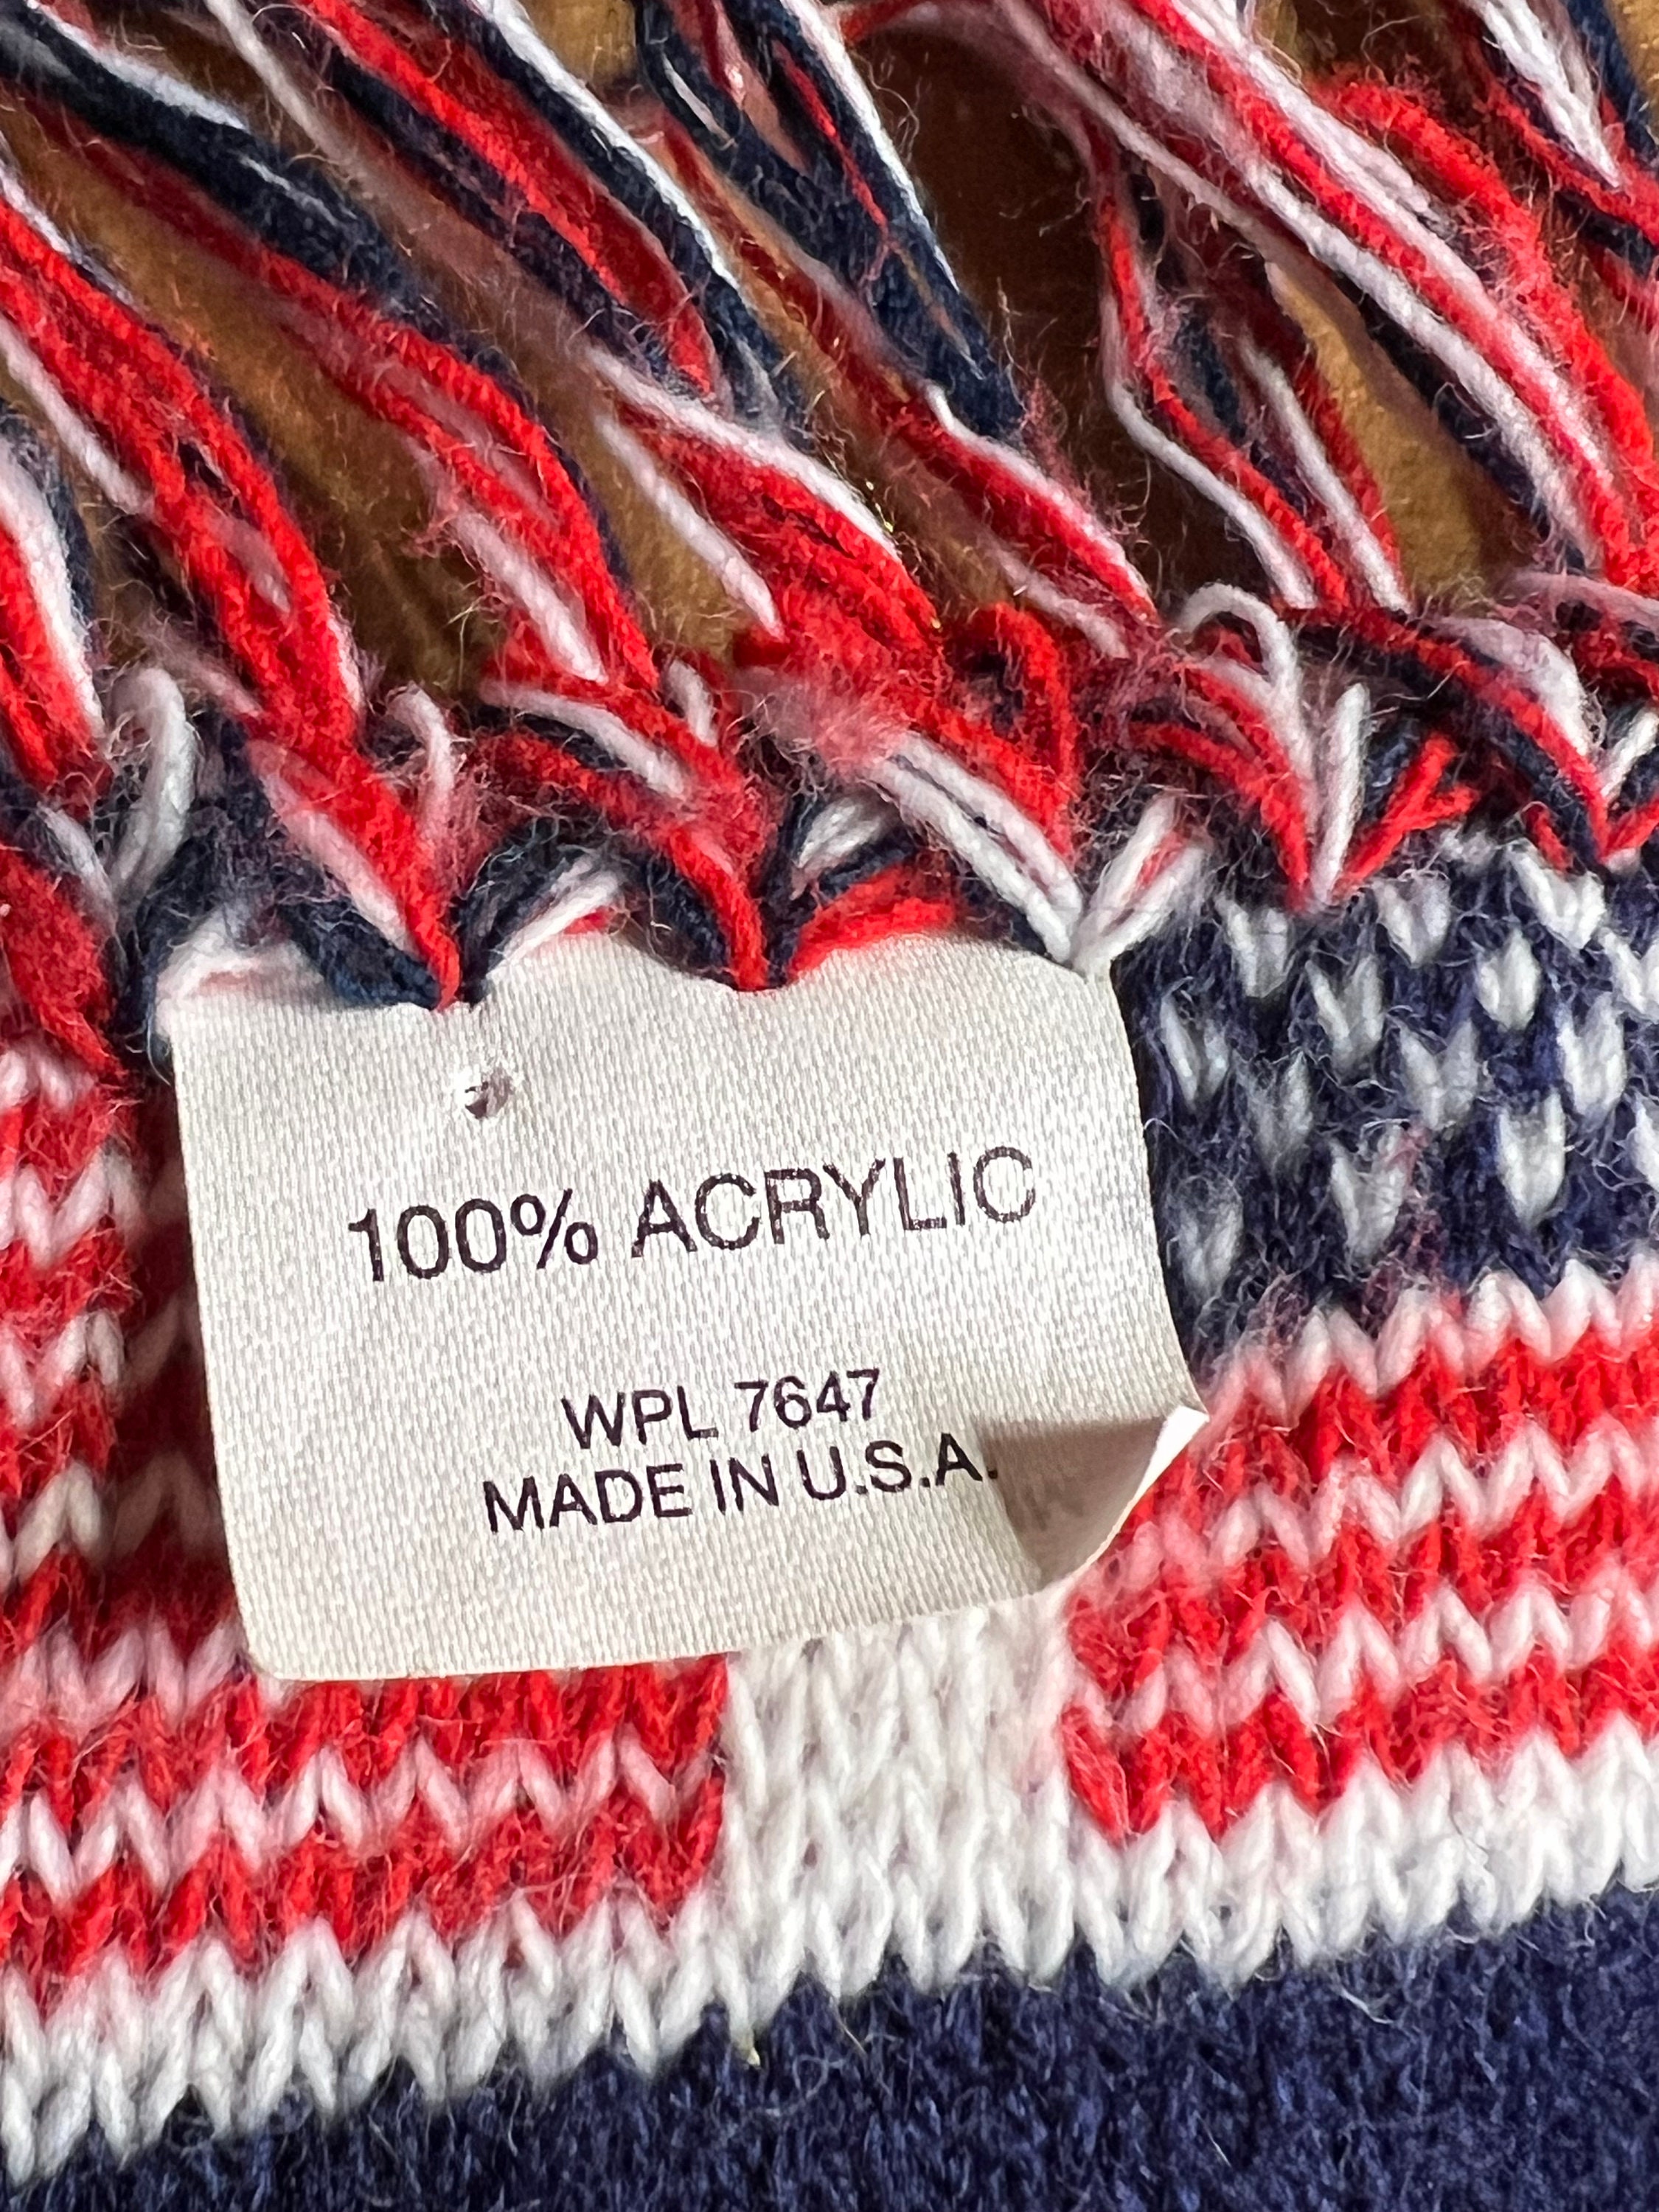 100% ACRYLIC
WPL 7647
MADE IN U.S.A.